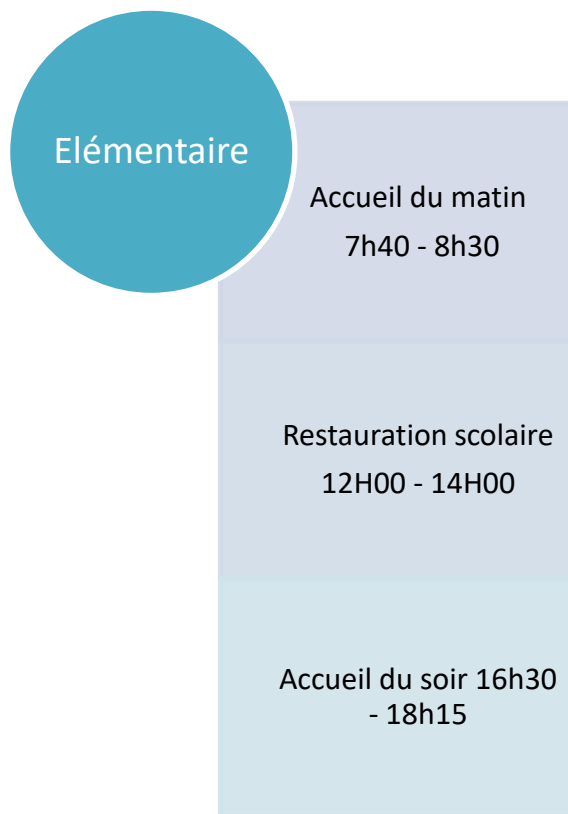 Elémentaire
Accueil du matin
7h40 - 8h30
Restauration scolaire
12H00 - 14H00
Accueil du soir 16h30
- 18h15